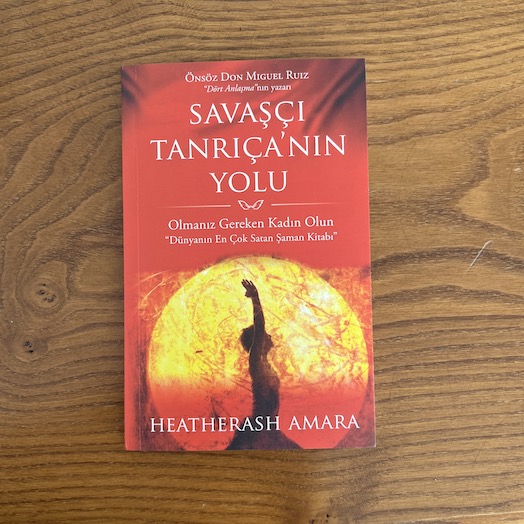 Önsöz Don Miguel Ruiz
"Dört Anlaşma"nın yazarı
SAVAŞÇI
TANRIÇA'NIN
YOLU
Olmanız Gereken Kadın Olun
"Dünyanın En Çok Satan Şaman Kitabı"
HEATHERASH AMARA